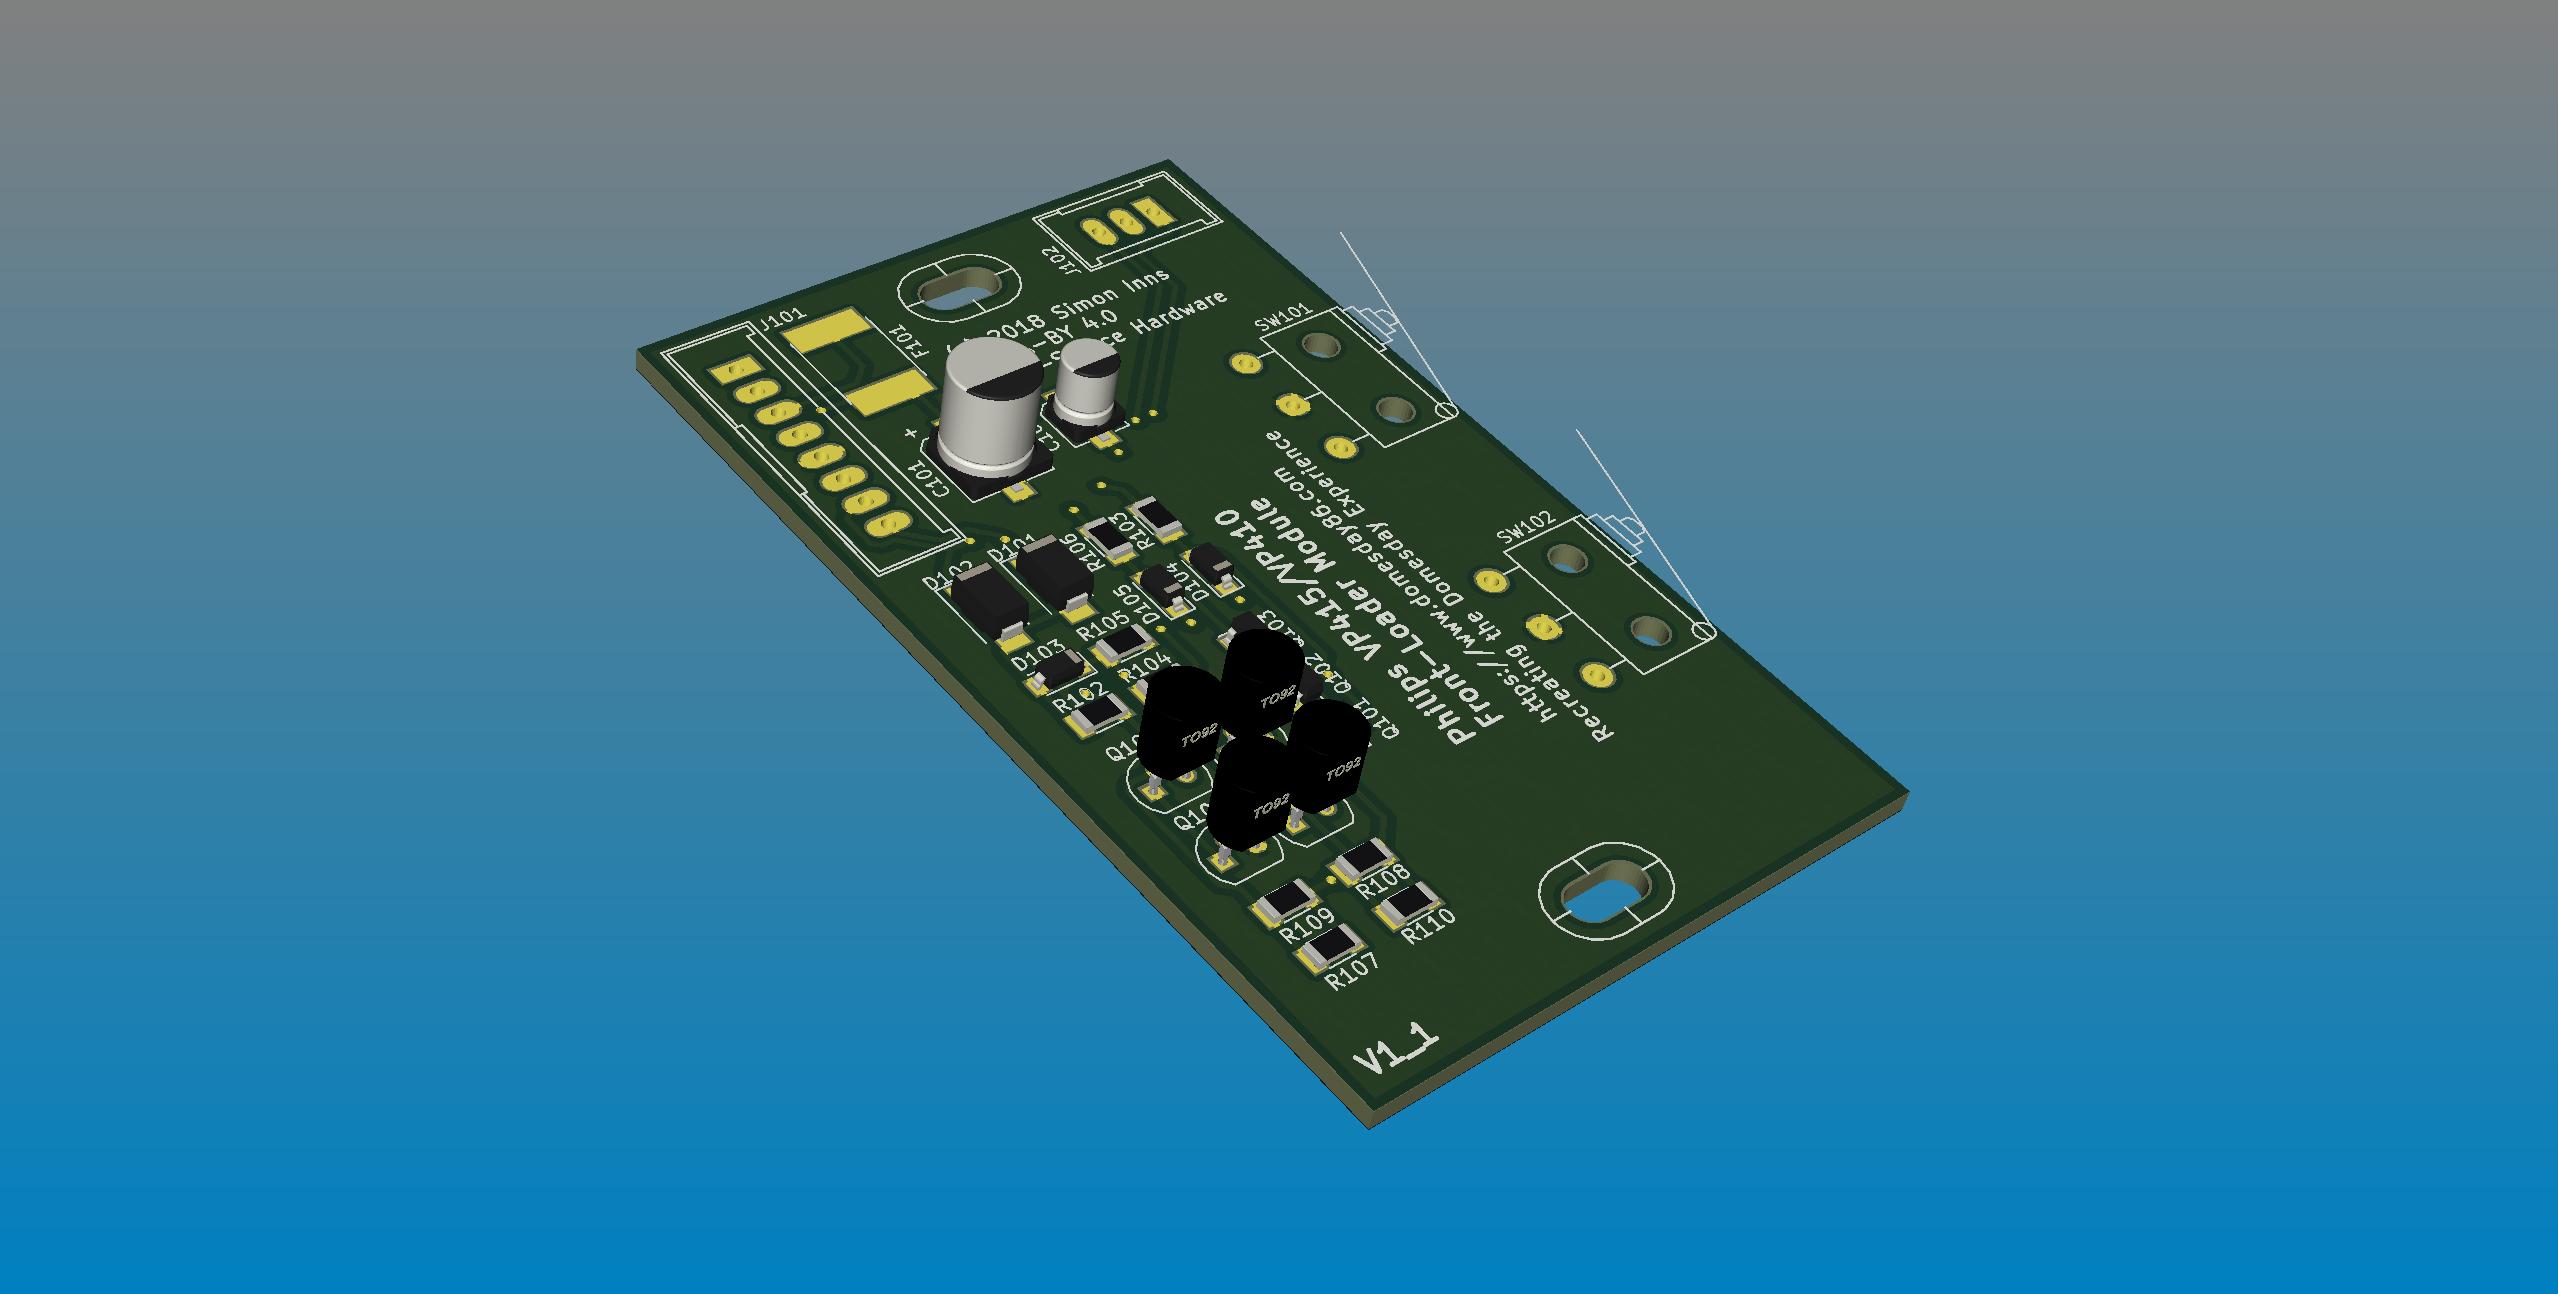 J102
2018 Simon Inns
-BY 4.0
Hardware
J101
F101
SW101
+
C101
SW102
R103
R106
D101
D102
D104
D105
R105
D103
R104
R102
Q103
Q102
Q101
Philips VP415/VP410
Front-Loader Module
https://www.domesday86.com
Recreating the Domesday Experience
TO92
TO92
TO92
TO92
R108
R110
R109
R107
V1_1